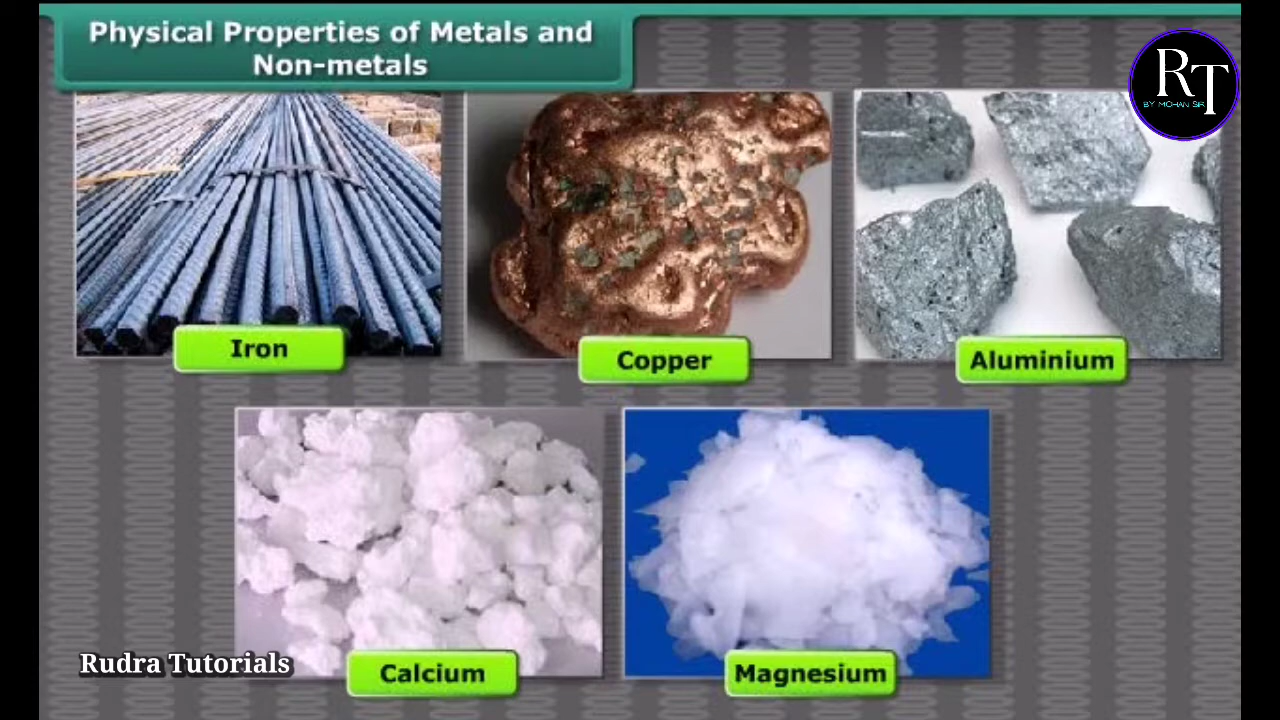 Physical Properties of Metals and
Non-metals
RT
BY MOHAN SIR
Iron
Copper
Aluminium
Calcium
Magnesium
Rudra Tutorials